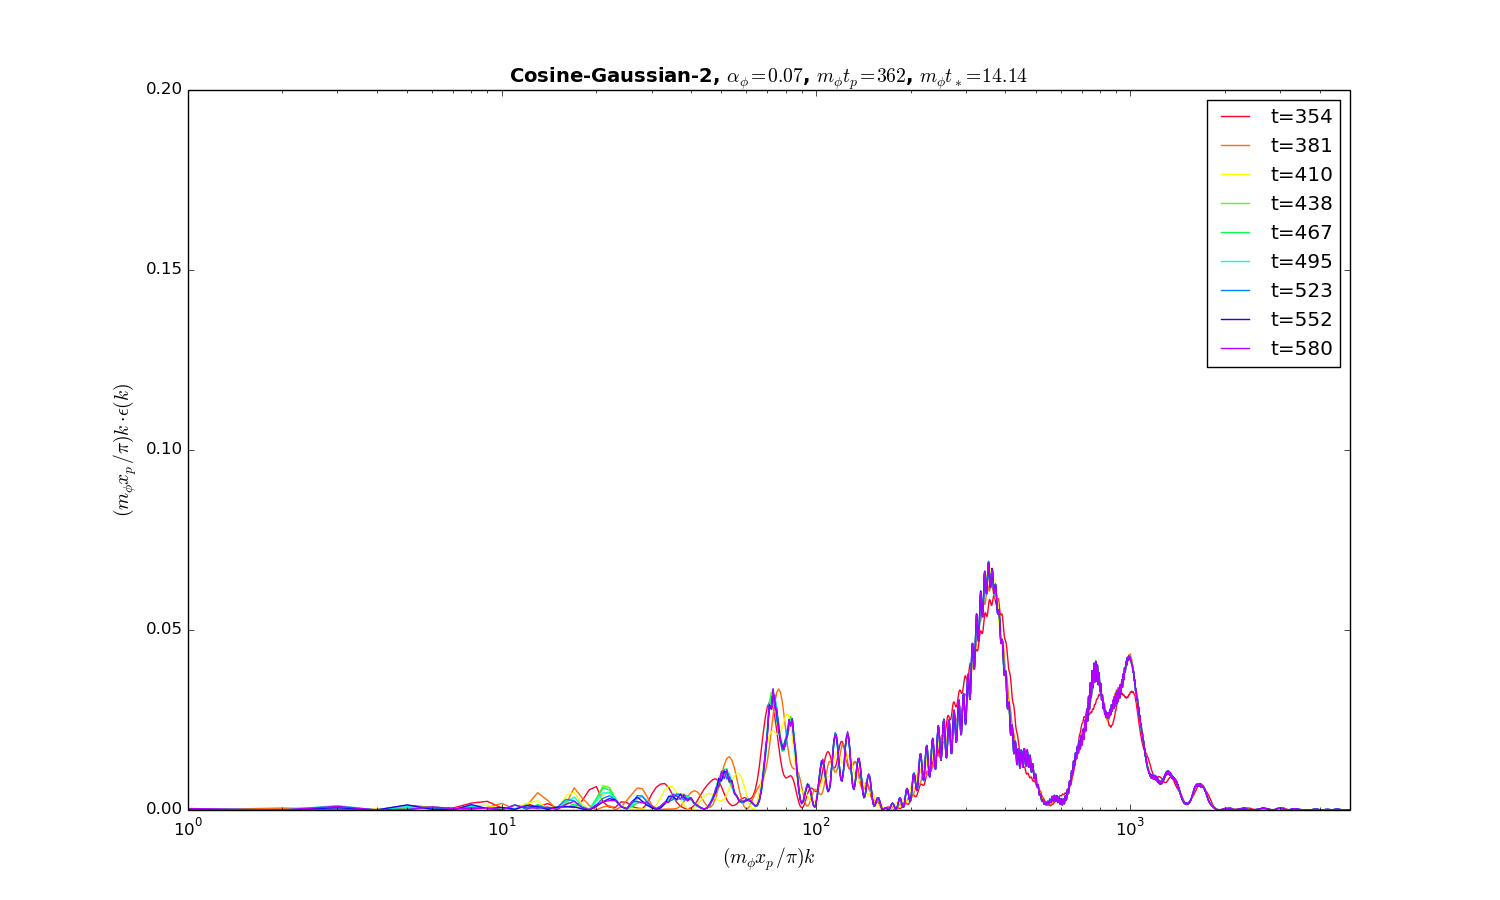 Cosine-Gaussian-2, α_ϕ=0.07, m_ϕt_p=362, m_ϕt_*=14.14
0.20
0.15
0.10
0.05
0.00
(m_ϕx_p/π)k·ϵ(k)
t=354
t=381
t=410
t=438
t=467
t=495
t=523
t=552
t=580
10^0
10^1
10^2
10^3
(m_ϕx_p/π)k